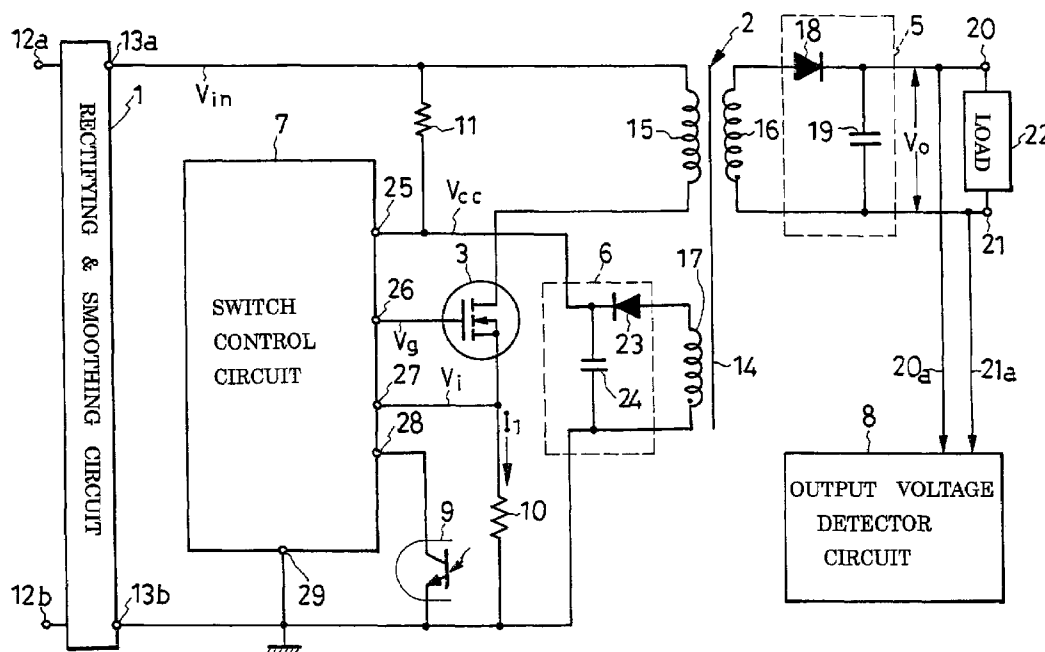 12a
13a
1
Vin
7
11
15
2
16
18
5
19
Vo
20
LOAD
22
21
RECTIFYING & SMOOTHING CIRCUIT
25
Vcc
3
26
Vg
SWITCH
CONTROL
CIRCUIT
27
Vi
28
I1
6
23
24
17
14
20a
21a
8
OUTPUT VOLTAGE
DETECTOR
CIRCUIT
9
10
29
12b
13b